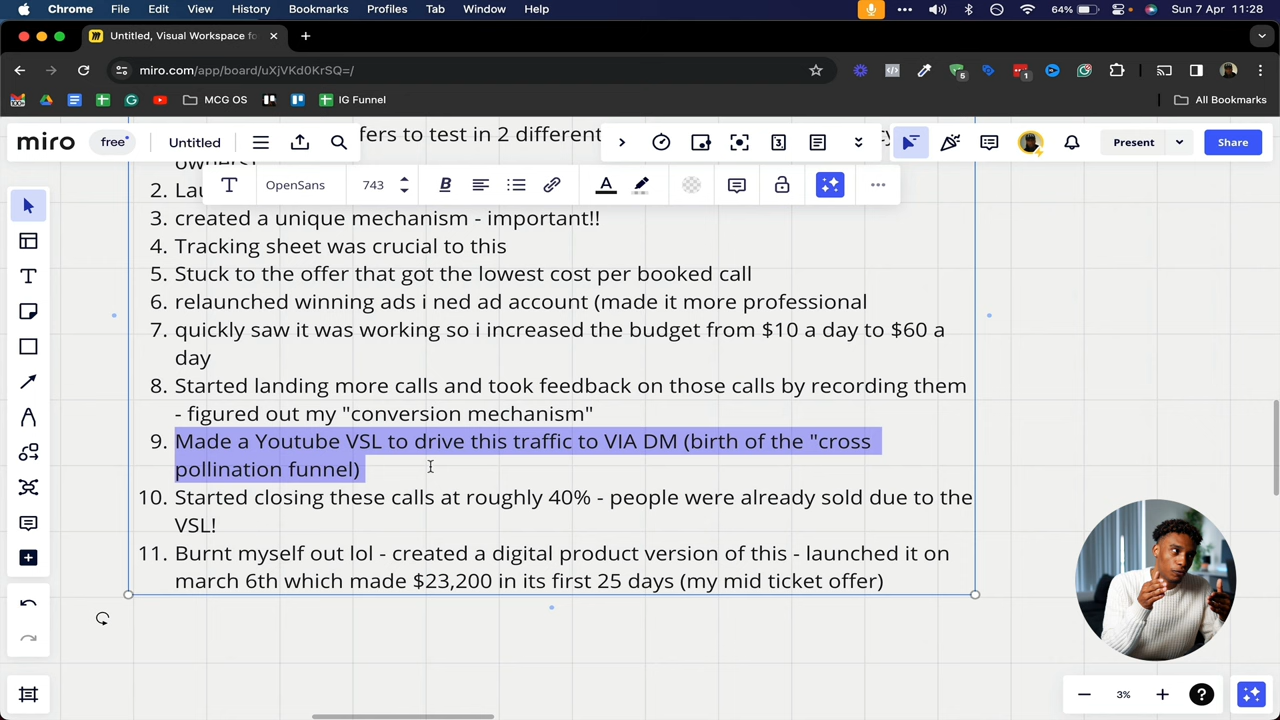 Chrome File Edit View History Bookmarks Profiles Tab Window Help 64% Sun 7 Apr 11:28
Untitled, Visual Workspace fo
miro.com/app/board/uXjVKd0KrSQ=/
MCG OS IG Funnel All Bookmarks
fers to test in 2 different
miro free Untitled Present Share
owners!
OpenSans 743 B
2. Lau
3. created a unique mechanism - important!!
4. Tracking sheet was crucial to this
5. Stuck to the offer that got the lowest cost per booked call
6. relaunched winning ads i ned ad account (made it more professional
7. quickly saw it was working so i increased the budget from $10 a day to $60 a
day
8. Started landing more calls and took feedback on those calls by recording them
- figured out my "conversion mechanism"
9. Made a Youtube VSL to drive this traffic to VIA DM (birth of the "cross
pollination funnel)
10. Started closing these calls at roughly 40% - people were already sold due to the
VSL!
11. Burnt myself out lol - created a digital product version of this - launched it on
march 6th which made $23,200 in its first 25 days (my mid ticket offer)
3%